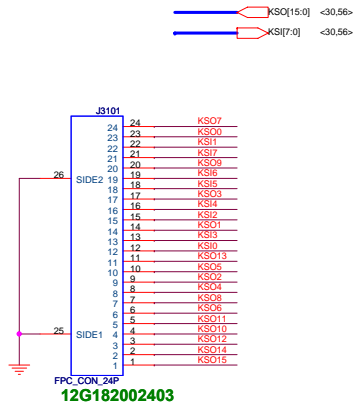 KSO[15:0] <30,56>
KSI[7:0] <30,56>
J3101
24 24 KSO7
23 23 KSO0
22 22 KSI1
21 21 KSI7
20 20 KSO9
26 SIDE2 19 19 KSI6
18 18 KSI5
17 17 KSO3
16 16 KSI4
15 15 KSI2
14 14 KSO1
13 13 KSI3
12 12 KSI0
11 11 KSO13
10 10 KSO5
9 9 KSO2
8 8 KSO4
7 7 KSO8
6 6 KSO6
5 5 KSO11
25 SIDE1 4 4 KSO10
3 3 KSO12
2 2 KSO14
1 1 KSO15
FPC_CON_24P
12G182002403